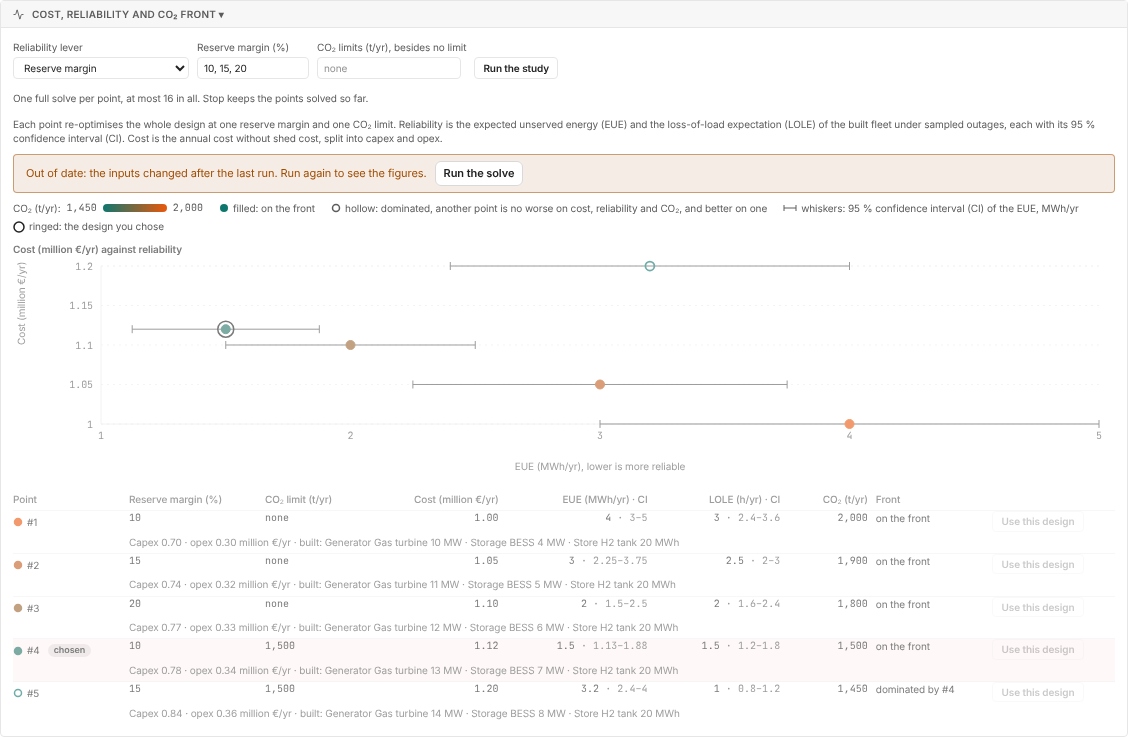 COST, RELIABILITY AND CO₂ FRONT ▾
Reliability lever
Reserve margin (%)
CO₂ limits (t/yr), besides no limit
Reserve margin
10, 15, 20
none
Run the study
One full solve per point, at most 16 in all. Stop keeps the points solved so far.
Each point re-optimises the whole design at one reserve margin and one CO₂ limit. Reliability is the expected unserved energy (EUE) and the loss-of-load expectation (LOLE) of the built fleet under sampled outages, each with its 95 %
confidence interval (CI). Cost is the annual cost without shed cost, split into capex and opex.
Out of date: the inputs changed after the last run. Run again to see the figures. Run the solve
CO₂ (t/yr): 1,450 2,000 filled: on the front hollow: dominated, another point is no worse on cost, reliability and CO₂, and better on one whiskers: 95 % confidence interval (CI) of the EUE, MWh/yr
ringed: the design you chose
Cost (million €/yr) against reliability
Cost (million €/yr)
1.2
1.15
1.1
1.05
1
1 2 3 4 5
EUE (MWh/yr), lower is more reliable
Point Reserve margin (%) CO₂ limit (t/yr) Cost (million €/yr) EUE (MWh/yr) · CI LOLE (h/yr) · CI CO₂ (t/yr) Front
#1 10 none 1.00 4 · 3–5 3 · 2.4–3.6 2,000 on the front Use this design
Capex 0.70 · opex 0.30 million €/yr · built: Generator Gas turbine 10 MW · Storage BESS 4 MW · Store H2 tank 20 MWh
#2 15 none 1.05 3 · 2.25–3.75 2.5 · 2–3 1,900 on the front Use this design
Capex 0.74 · opex 0.32 million €/yr · built: Generator Gas turbine 11 MW · Storage BESS 5 MW · Store H2 tank 20 MWh
#3 20 none 1.10 2 · 1.5–2.5 2 · 1.6–2.4 1,800 on the front Use this design
Capex 0.77 · opex 0.33 million €/yr · built: Generator Gas turbine 12 MW · Storage BESS 6 MW · Store H2 tank 20 MWh
#4 chosen 10 1,500 1.12 1.5 · 1.13–1.88 1.5 · 1.2–1.8 1,500 on the front Use this design
Capex 0.78 · opex 0.34 million €/yr · built: Generator Gas turbine 13 MW · Storage BESS 7 MW · Store H2 tank 20 MWh
#5 15 1,500 1.20 3.2 · 2.4–4 1 · 0.8–1.2 1,450 dominated by #4 Use this design
Capex 0.84 · opex 0.36 million €/yr · built: Generator Gas turbine 14 MW · Storage BESS 8 MW · Store H2 tank 20 MWh